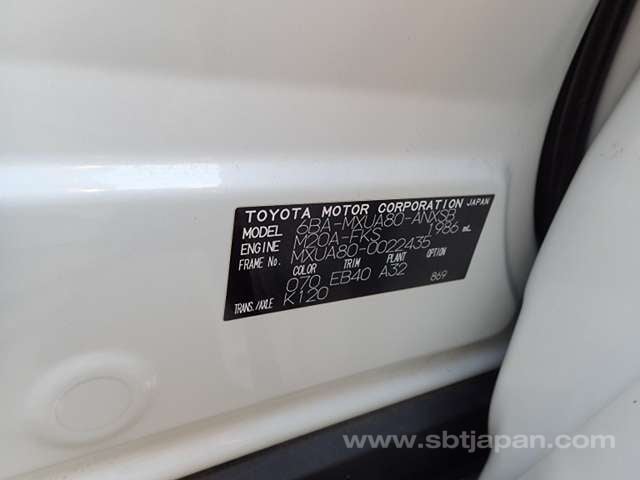 TOYOTA MOTOR CORPORATION JAPAN
MODEL 6BA-MXUA80-ANXSB
ENGINE M20A-FKS 1986 mL
FRAME No. MXUA80-0022435
COLOR TRIM PLANT
070 EB40 A32 869
TRANS./AXLE K120
www.sbtjapan.com